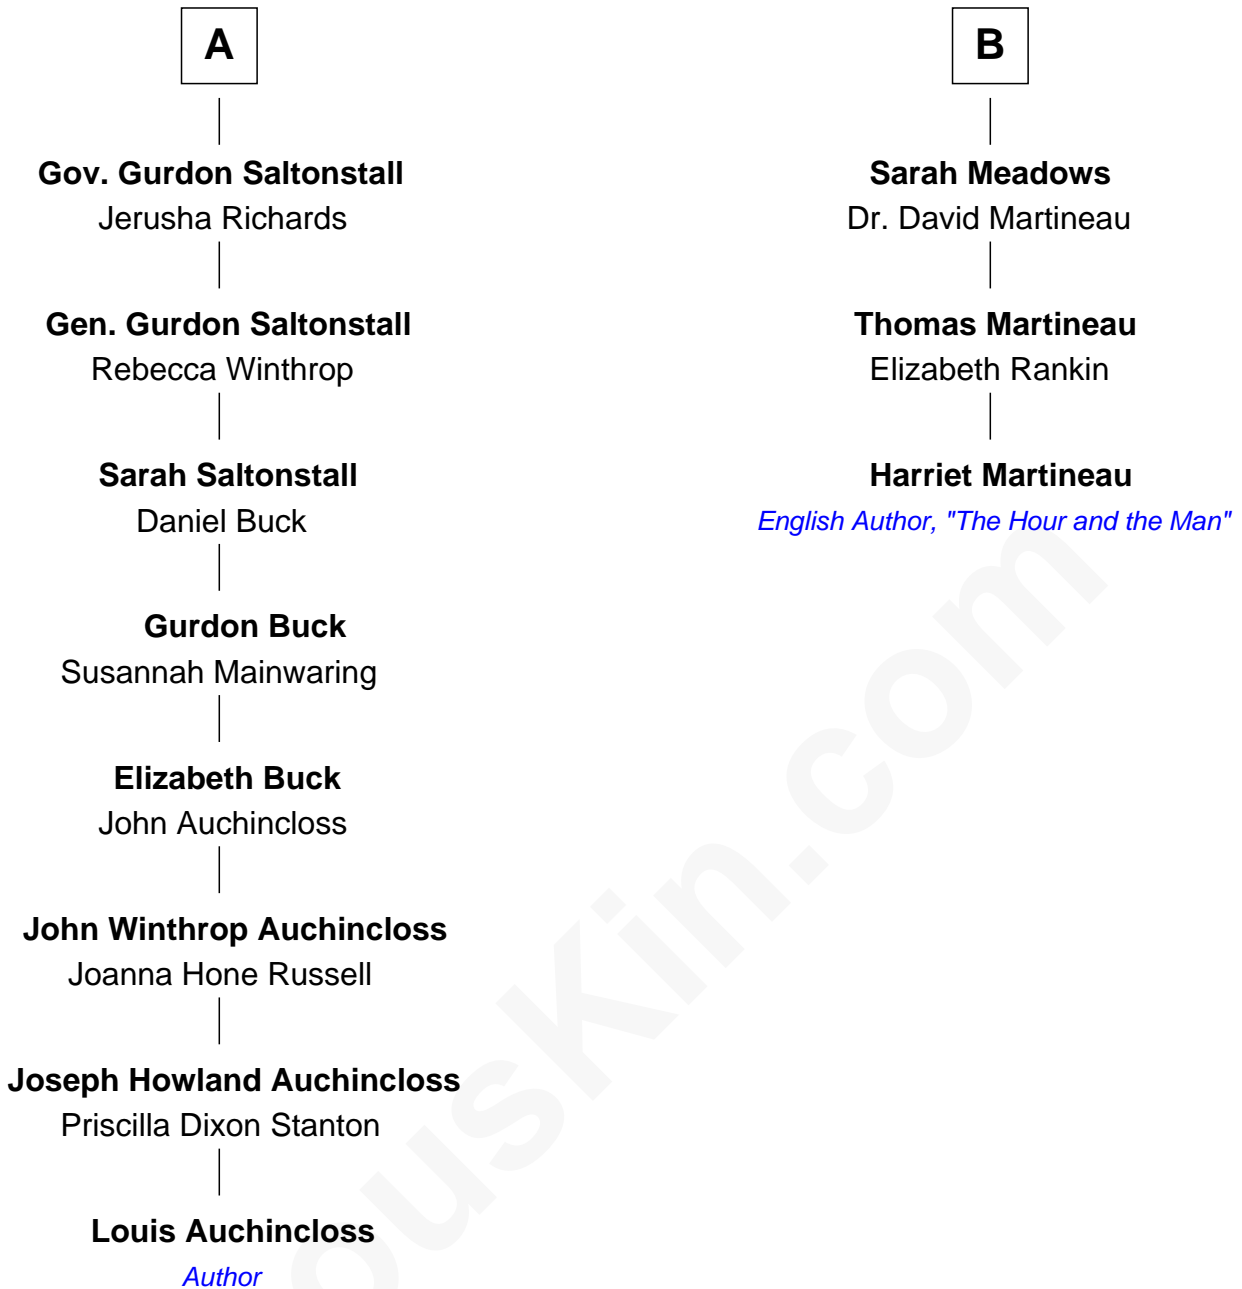 A
Gov. Gurdon Saltonstall
Jerusha Richards
Gen. Gurdon Saltonstall
Rebecca Winthrop
Sarah Saltonstall
Daniel Buck
Gurdon Buck
Susannah Mainwaring
Elizabeth Buck
John Auchincloss
John Winthrop Auchincloss
Joanna Hone Russell
Joseph Howland Auchincloss
Priscilla Dixon Stanton
Louis Auchincloss
Author
B
Sarah Meadows
Dr. David Martineau
Thomas Martineau
Elizabeth Rankin
Harriet Martineau
English Author, "The Hour and the Man"
ousKin.com